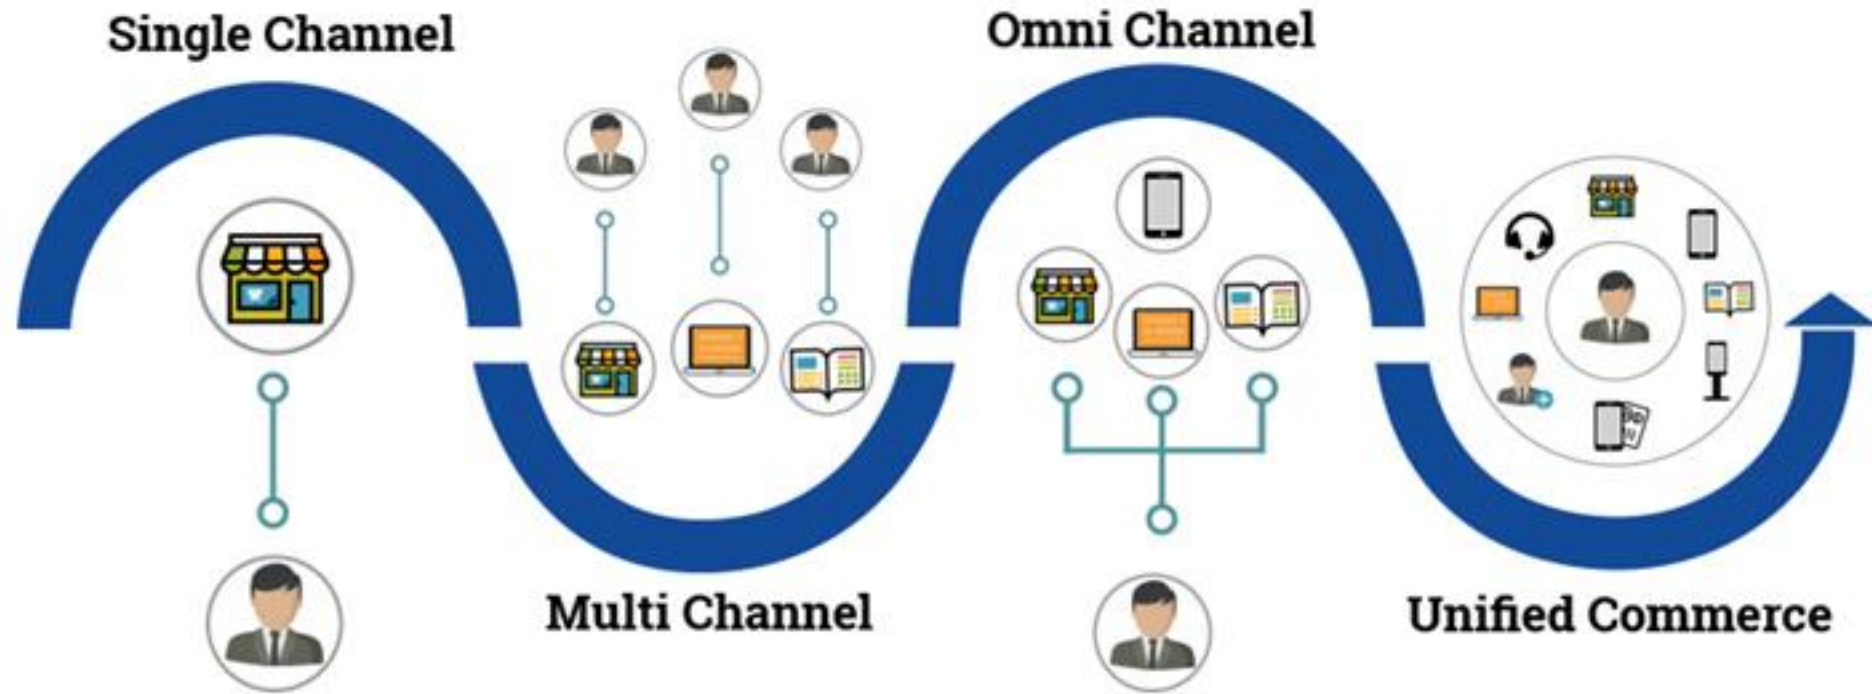 Single Channel
Multi Channel
Omni Channel
Unified Commerce